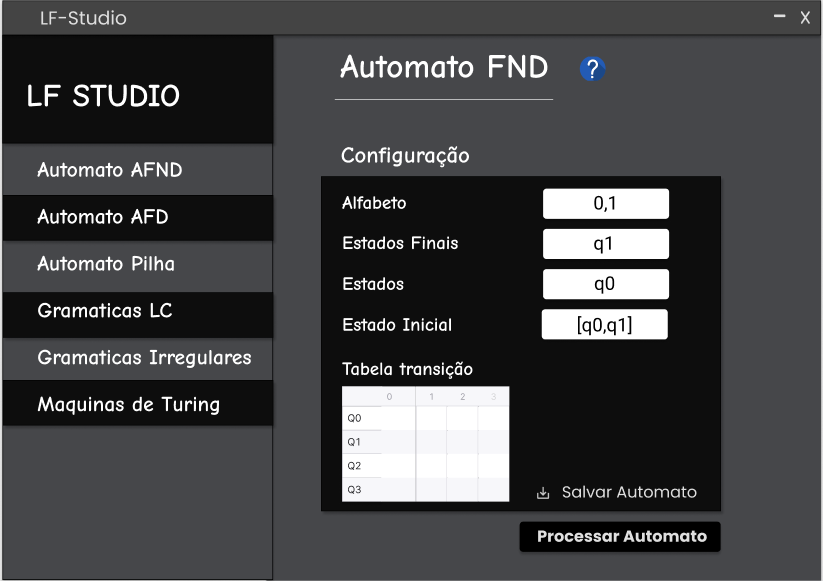 LF-Studio
X
LF STUDIO
Automato AFND
Automato AFD
Automato Pilha
Gramaticas LC
Gramaticas Irregulares
Maquinas de Turing
Automato FND ?
Configuração
Alfabeto 0,1
Estados Finais q1
Estados q0
Estado Inicial [q0,q1]
Tabela transição
0 1 2 3
Q0
Q1
Q2
Q3
Salvar Automato
Processar Automato